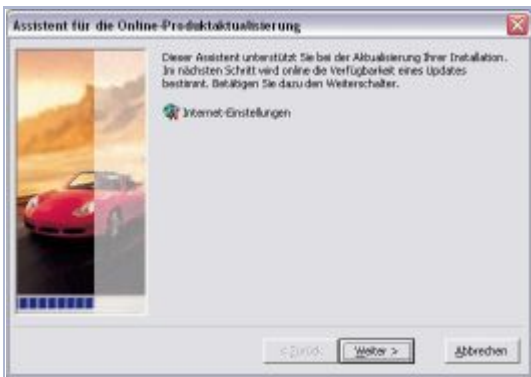 Assistent für die Online-Produktaktualisierung
Dieser Assistent unterstützt Sie bei der Aktualisierung Ihrer Installation.
Im nächsten Schritt wird online die Verfügbarkeit eines Updates
bestimmt. Betätigen Sie dazu den Weiterschalter.
Internet-Einstellungen
< Zurück
Weiter >
Abbrechen